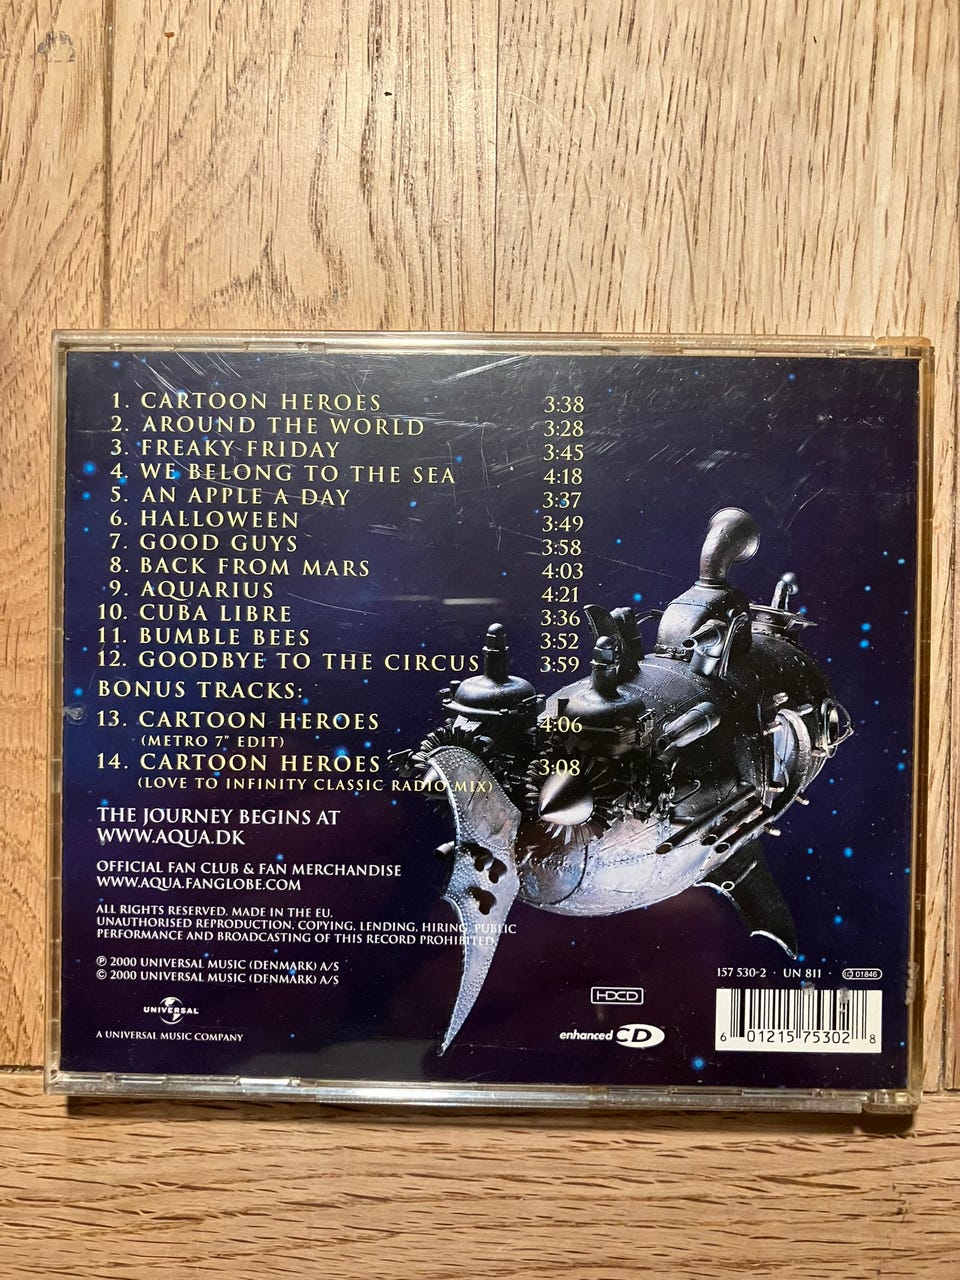 1. CARTOON HEROES 3:38
2. AROUND THE WORLD 3:28
3. FREAKY FRIDAY 3:45
4. WE BELONG TO THE SEA 4:18
5. AN APPLE A DAY 3:37
6. HALLOWEEN 3:49
7. GOOD GUYS 3:58
8. BACK FROM MARS 4:03
9. AQUARIUS 4:21
10. CUBA LIBRE 3:36
11. BUMBLE BEES 3:52
12. GOODBYE TO THE CIRCUS 3:59
BONUS TRACKS:
13. CARTOON HEROES 4:06
(METRO 7" EDIT)
14. CARTOON HEROES 3:08
(LOVE TO INFINITY CLASSIC RADIO MIX)
THE JOURNEY BEGINS AT
WWW.AQUA.DK
OFFICIAL FAN CLUB & FAN MERCHANDISE
WWW.AQUA.FANGLOBE.COM
ALL RIGHTS RESERVED. MADE IN THE EU.
UNAUTHORISED REPRODUCTION, COPYING, LENDING, HIRING, PUBLIC
PERFORMANCE AND BROADCASTING OF THIS RECORD PROHIBITED.
℗ 2000 UNIVERSAL MUSIC (DENMARK) A/S
© 2000 UNIVERSAL MUSIC (DENMARK) A/S
UNIVERSAL
A UNIVERSAL MUSIC COMPANY
HDCD
enhanced CD
157 530-2 · UN 811 · LC 01846
6 01215 75302 8